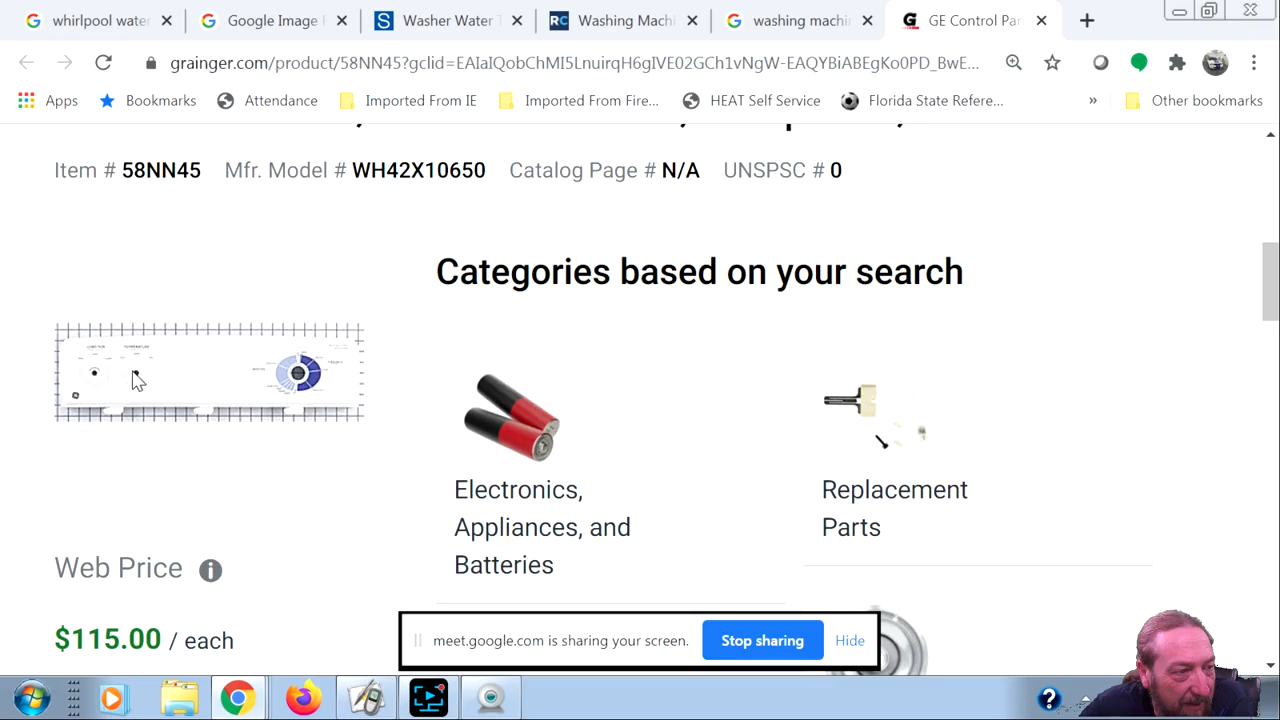 whirlpool water
Google Image
Washer Water T
RC
Washing Machi
washing machin
GE Control Pan
grainger.com/product/58NN45?gclid=EAIaIQobChMI5LnuirqH6gIVE02GCh1vNgW-EAQYBiABEgKo0PD_BwE...
Apps
Bookmarks
Attendance
Imported From IE
Imported From Fire...
HEAT Self Service
Florida State Refere...
»
Other bookmarks
Item # 58NN45 Mfr. Model # WH42X10650 Catalog Page # N/A UNSPSC # 0
Categories based on your search
Electronics,
Appliances, and
Batteries
Replacement
Parts
Web Price i
$115.00 / each
meet.google.com is sharing your screen. Stop sharing Hide